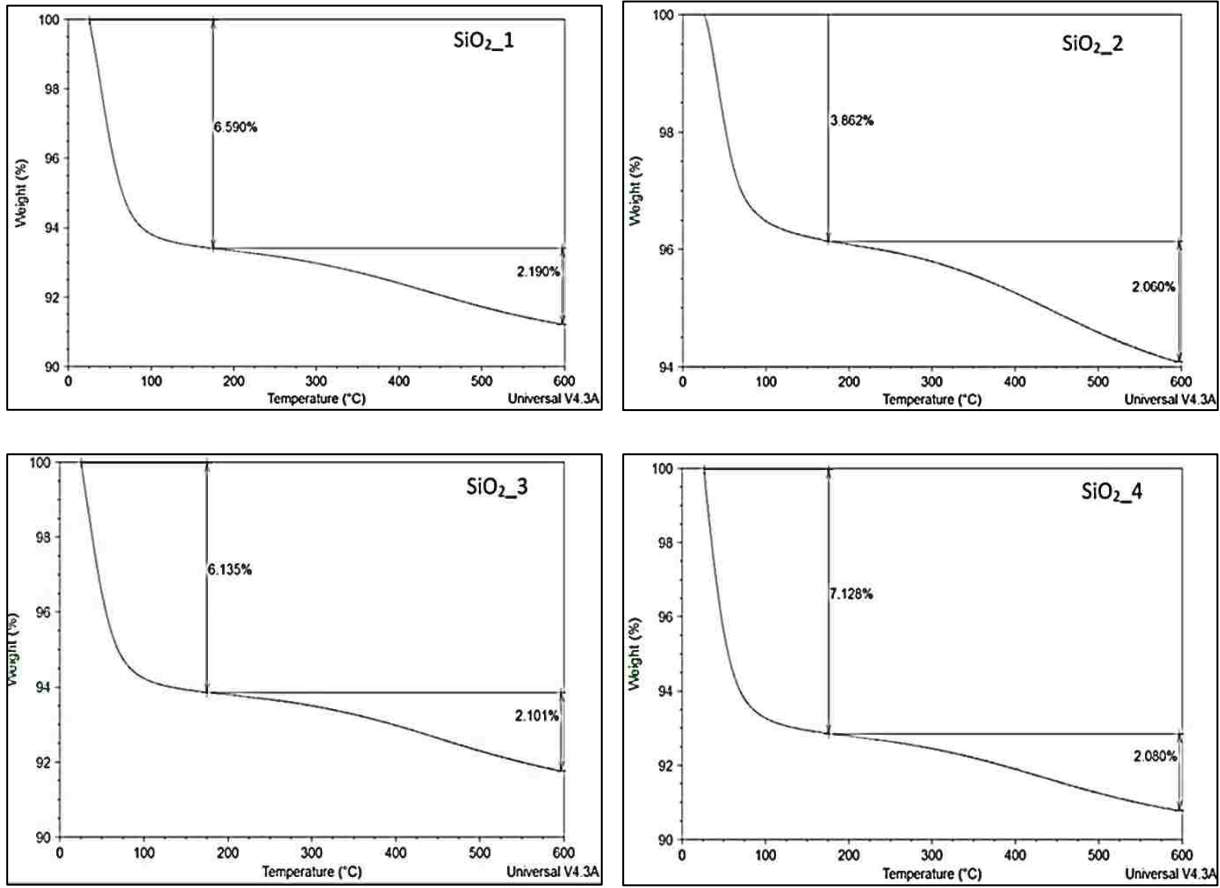 SiO₂_1
100
98
96
94
92
90
Weight (%)
6.590%
2.190%
0 100 200 300 400 500 600
Temperature (°C)
Universal V4.3A
SiO₂_2
100
98
96
94
Weight (%)
3.862%
2.060%
0 100 200 300 400 500 600
Temperature (°C)
Universal V4.3A
SiO₂_3
100
98
96
94
92
90
Weight (%)
6.135%
2.101%
0 100 200 300 400 500 600
Temperature (°C)
Universal V4.3A
SiO₂_4
100
98
96
94
92
90
Weight (%)
7.128%
2.080%
0 100 200 300 400 500 600
Temperature (°C)
Universal V4.3A